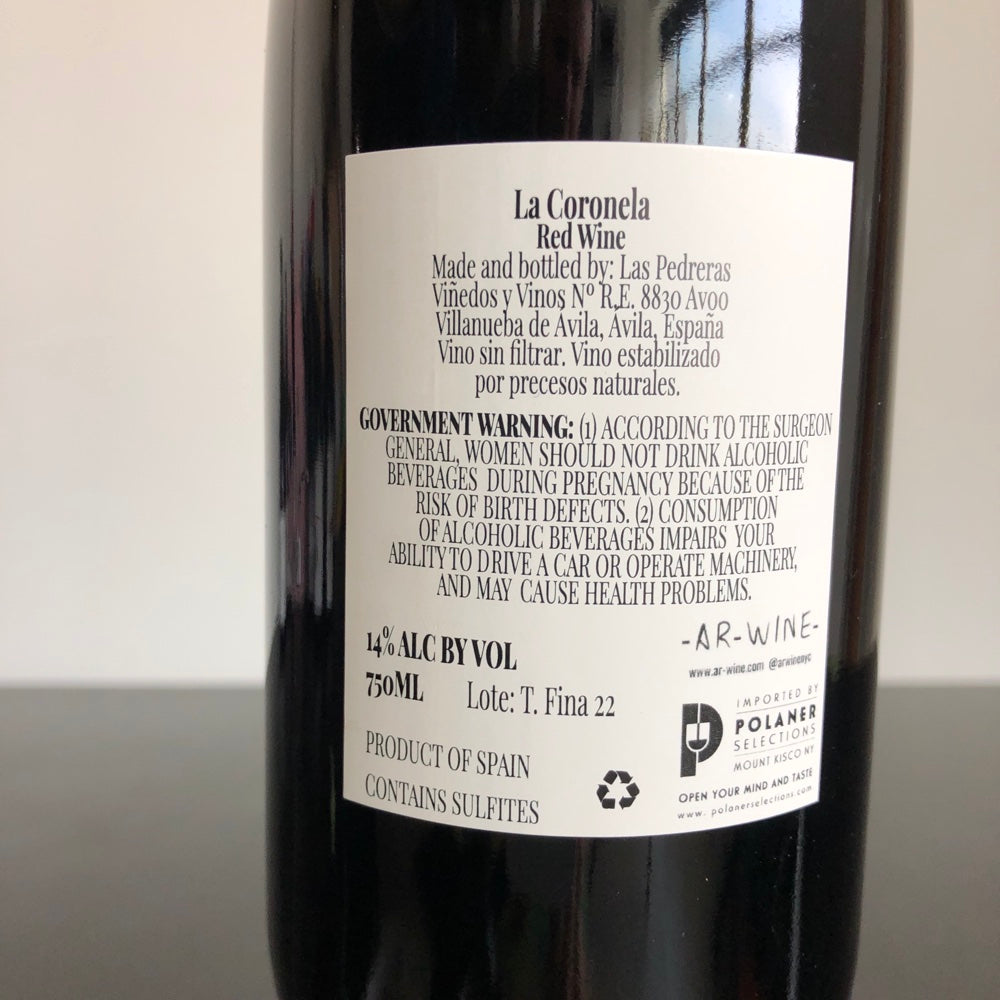 La Coronela
Red Wine
Made and bottled by: Las Pedreras
Viñedos y Vinos Nº R.E. 8830 Av00
Villanueba de Avila, Ávila, España
Vino sin filtrar. Vino estabilizado
por precesos naturales.
GOVERNMENT WARNING: (1) ACCORDING TO THE SURGEON
GENERAL, WOMEN SHOULD NOT DRINK ALCOHOLIC
BEVERAGES DURING PREGNANCY BECAUSE OF THE
RISK OF BIRTH DEFECTS. (2) CONSUMPTION
OF ALCOHOLIC BEVERAGES IMPAIRS YOUR
ABILITY TO DRIVE A CAR OR OPERATE MACHINERY,
AND MAY CAUSE HEALTH PROBLEMS.
14% ALC BY VOL
750ML Lote: T. Fina 22
PRODUCT OF SPAIN
CONTAINS SULFITES
-AR-WINE-
www.ar-wine.com @arwinenyc
IMPORTED BY
POLANER
SELECTIONS
MOUNT KISCO NY
OPEN YOUR MIND AND TASTE
www. polanerselections.com